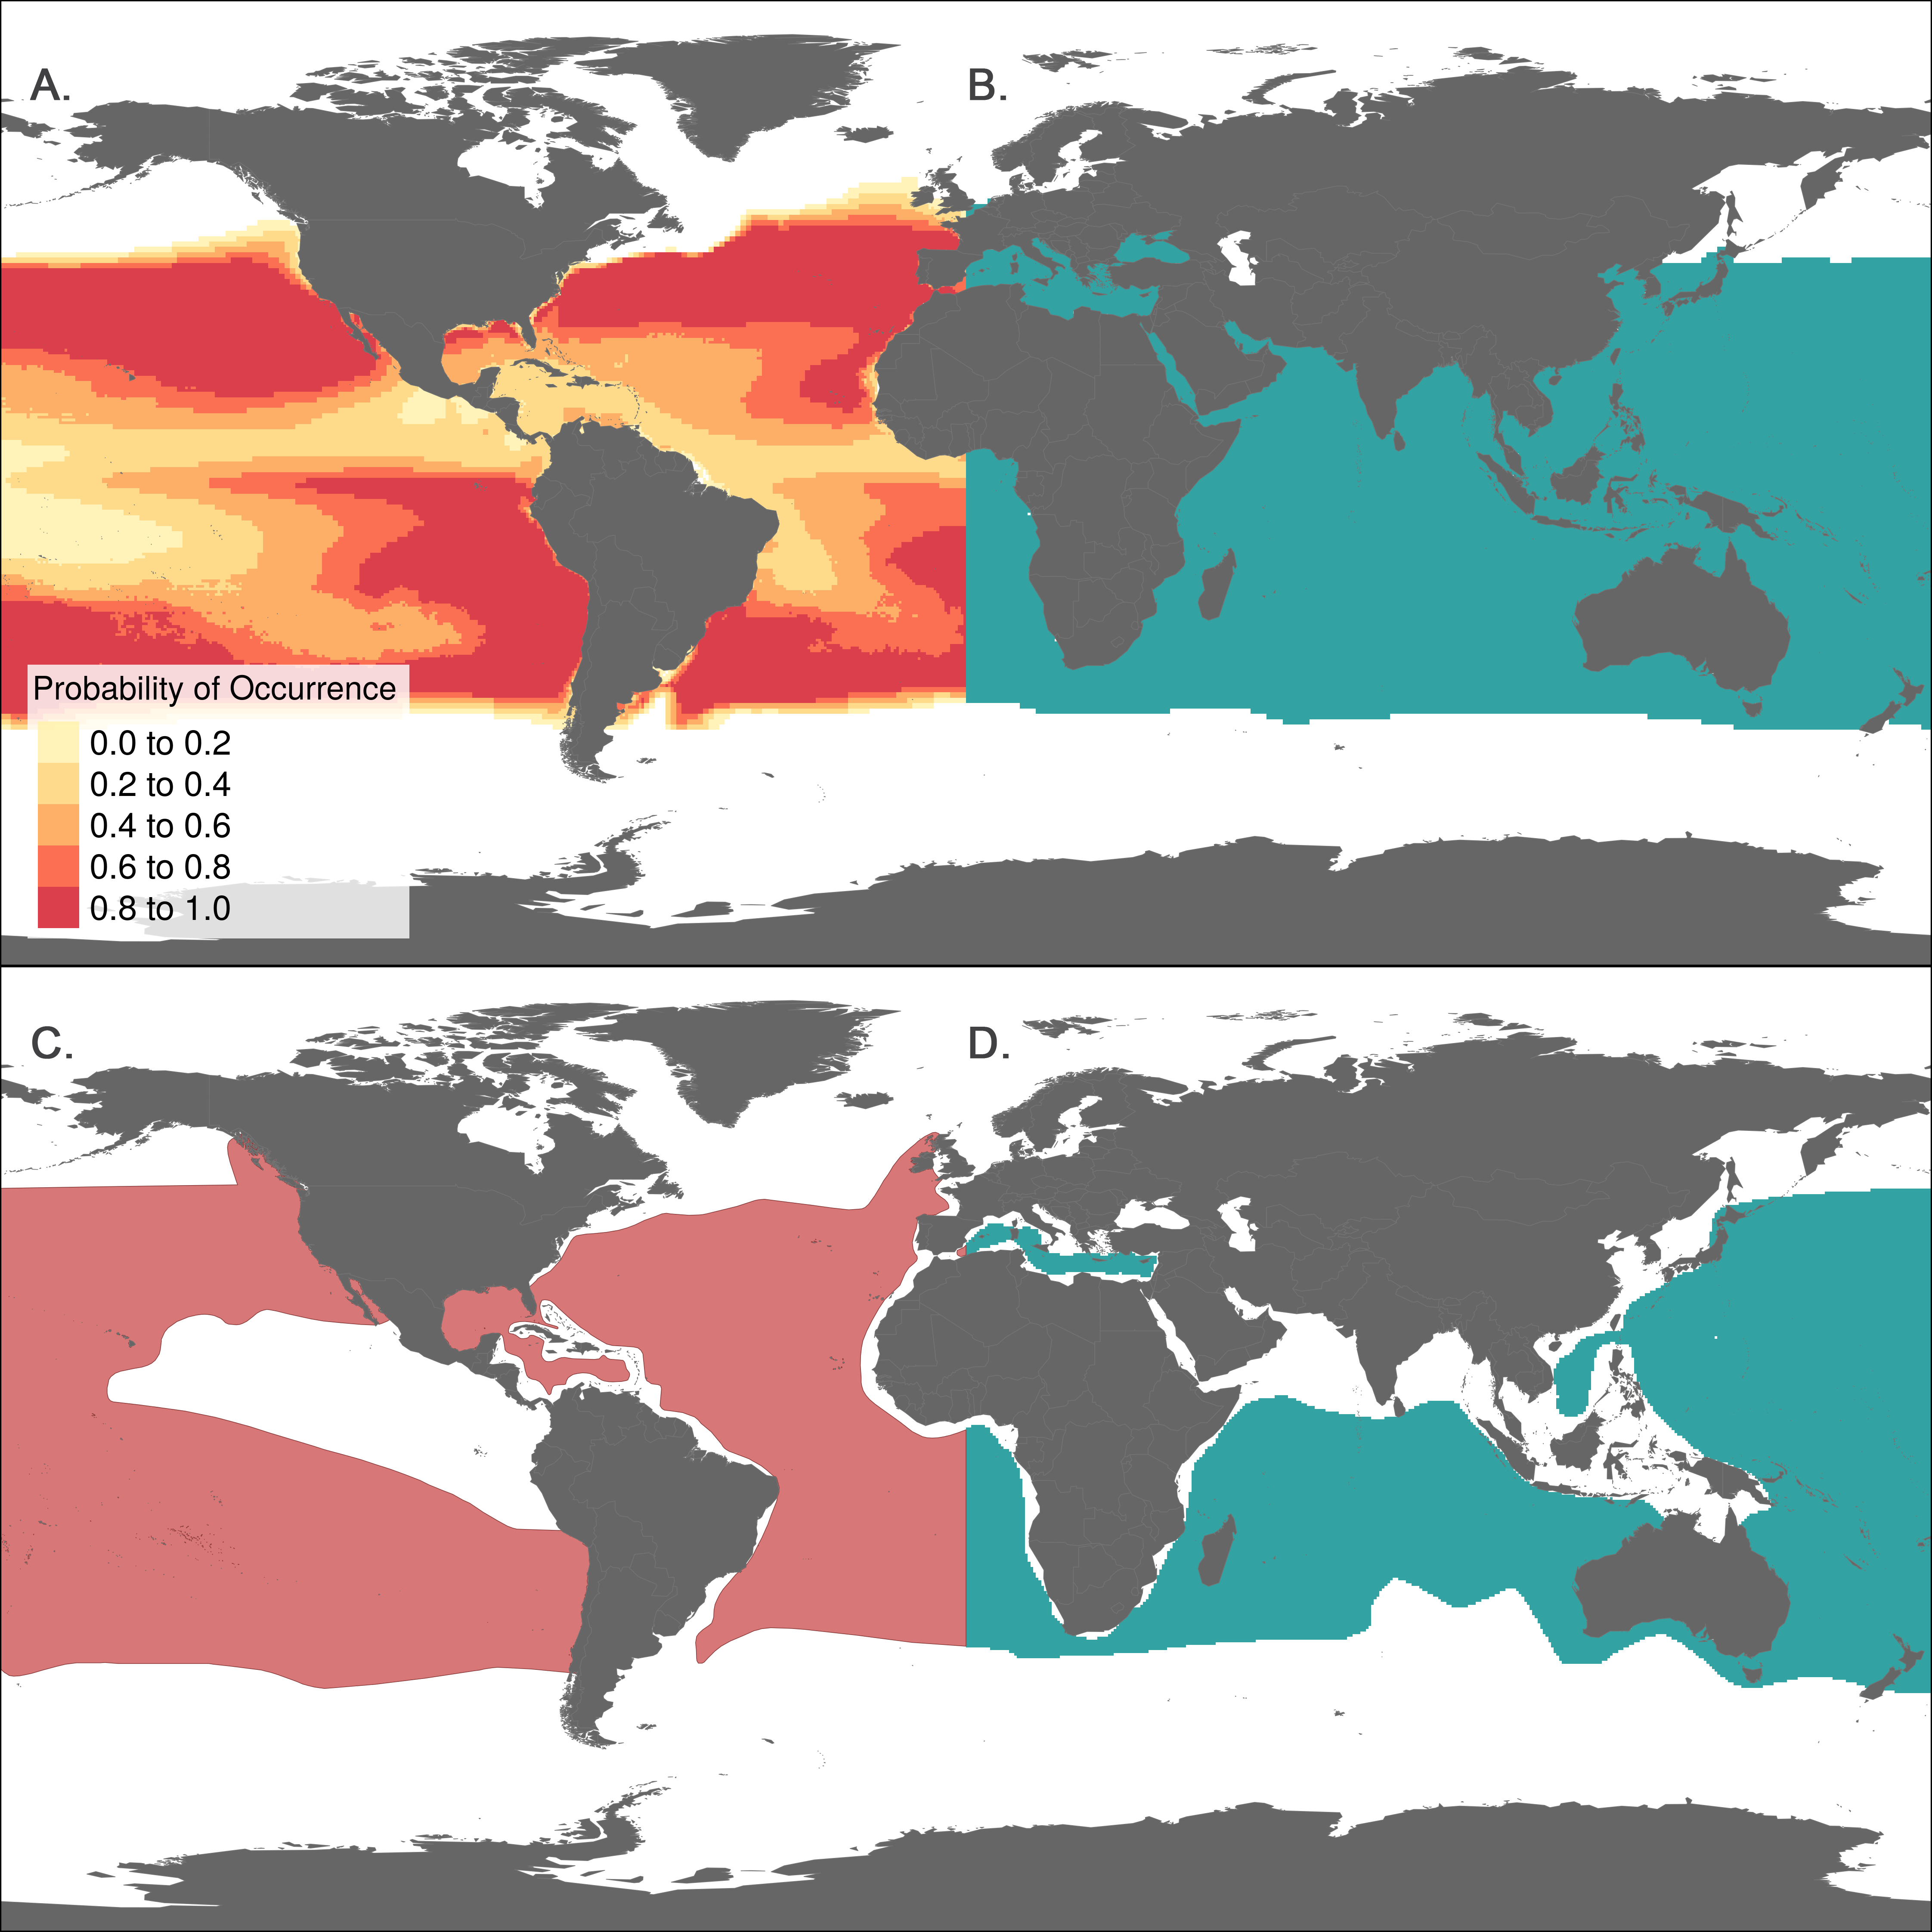 A.
B.
Probability of Occurrence
0.0 to 0.2
0.2 to 0.4
0.4 to 0.6
0.6 to 0.8
0.8 to 1.0
C.
D.